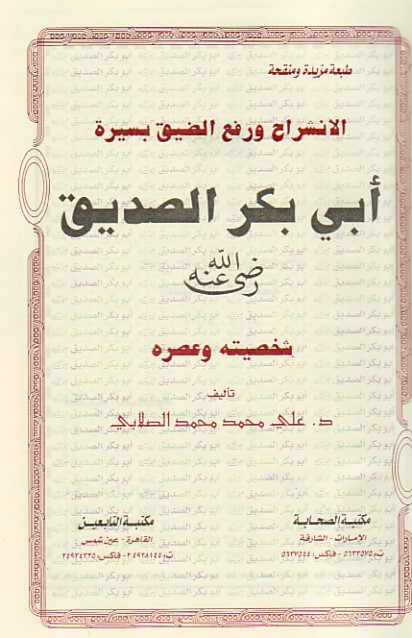 طبعة مزيدة ومنقحة
الانشراح ورفع الضيق بسيرة
أبي بكر الصديق
رضي الله عنه
شخصيته وعصره
تأليف
د. علي محمد محمد الصلابي
مكتبة الصحابة
الإمارات - الشارقة
مكتبة التابعين
القاهرة - عين شمس